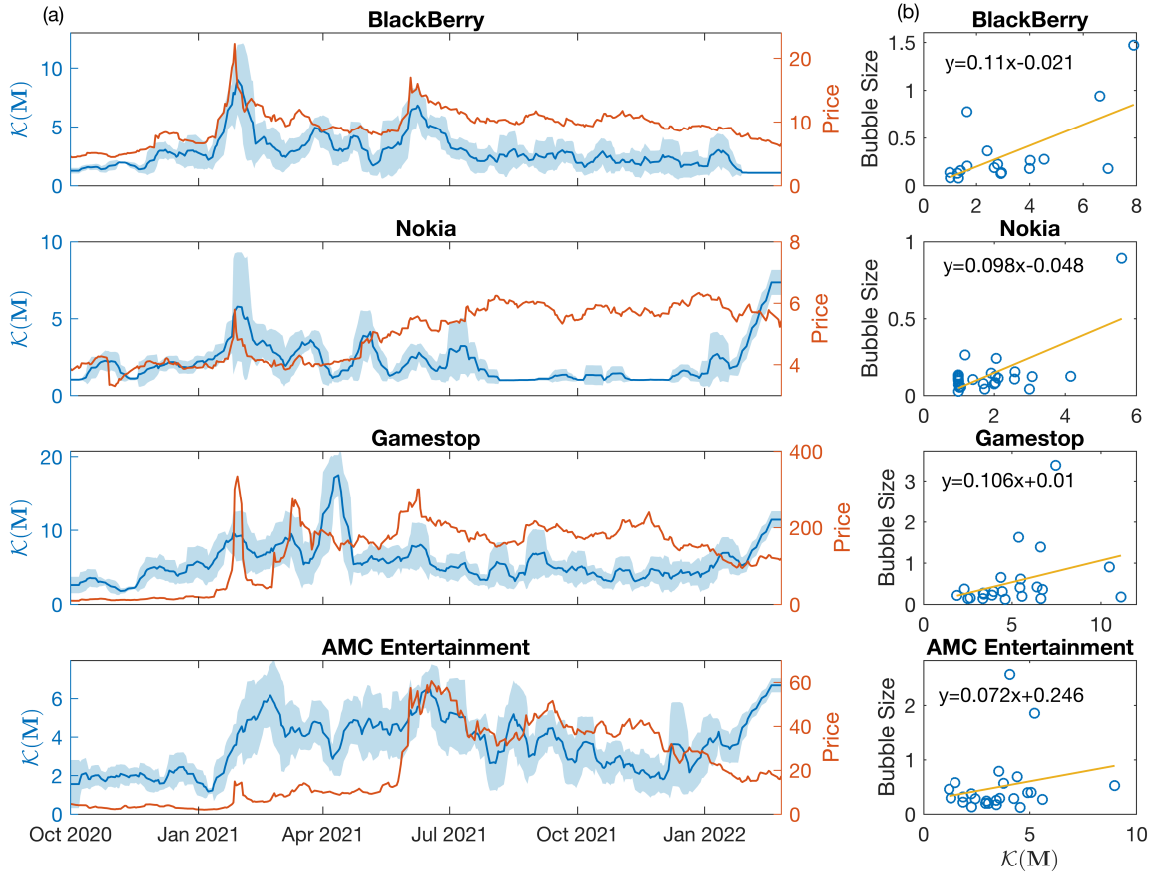 (a)
BlackBerry
10
5
0
K(M)
20
10
0
Price
Nokia
10
5
0
K(M)
8
6
4
Price
Gamestop
20
10
5
0
K(M)
400
200
0
Price
AMC Entertainment
6
4
2
0
K(M)
60
40
20
0
Price
Oct 2020 Jan 2021 Apr 2021 Jul 2021 Oct 2021 Jan 2022
(b)
BlackBerry
1.5
1
0.5
0
Bubble Size
y=0.11x-0.021
0 2 4 6 8
Nokia
1
0.5
0
Bubble Size
y=0.098x-0.048
0 2 4 6
Gamestop
3
2
1
0
Bubble Size
y=0.106x+0.01
0 5 10
AMC Entertainment
2
1
0
Bubble Size
y=0.072x+0.246
0 5 10
K(M)